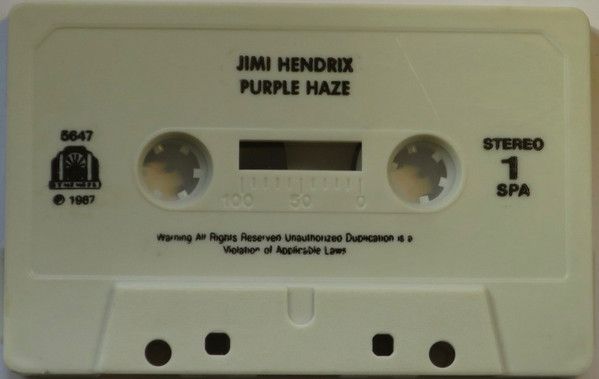 JIMI HENDRIX
PURPLE HAZE
5647
℗ 1987
STEREO
1
SPA
100 50 0
Warning All Rights Reserved Unauthorized Duplication is a
Violation of Applicable Laws